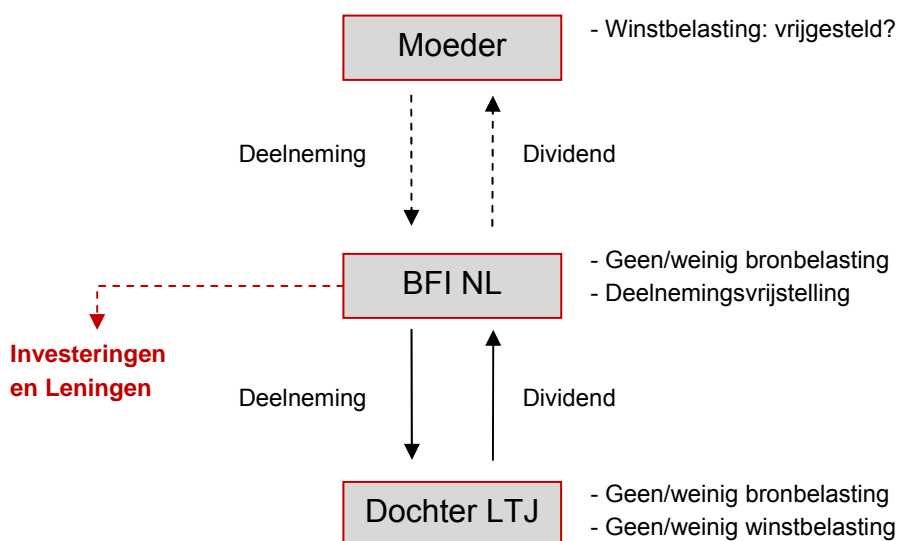 Moeder
- Winstbelasting: vrijgesteld?
Deelneming
Dividend
BFI NL
- Geen/weinig bronbelasting
- Deelnemingsvrijstelling
Investeringen
en Leningen
Deelneming
Dividend
Dochter LTJ
- Geen/weinig bronbelasting
- Geen/weinig winstbelasting